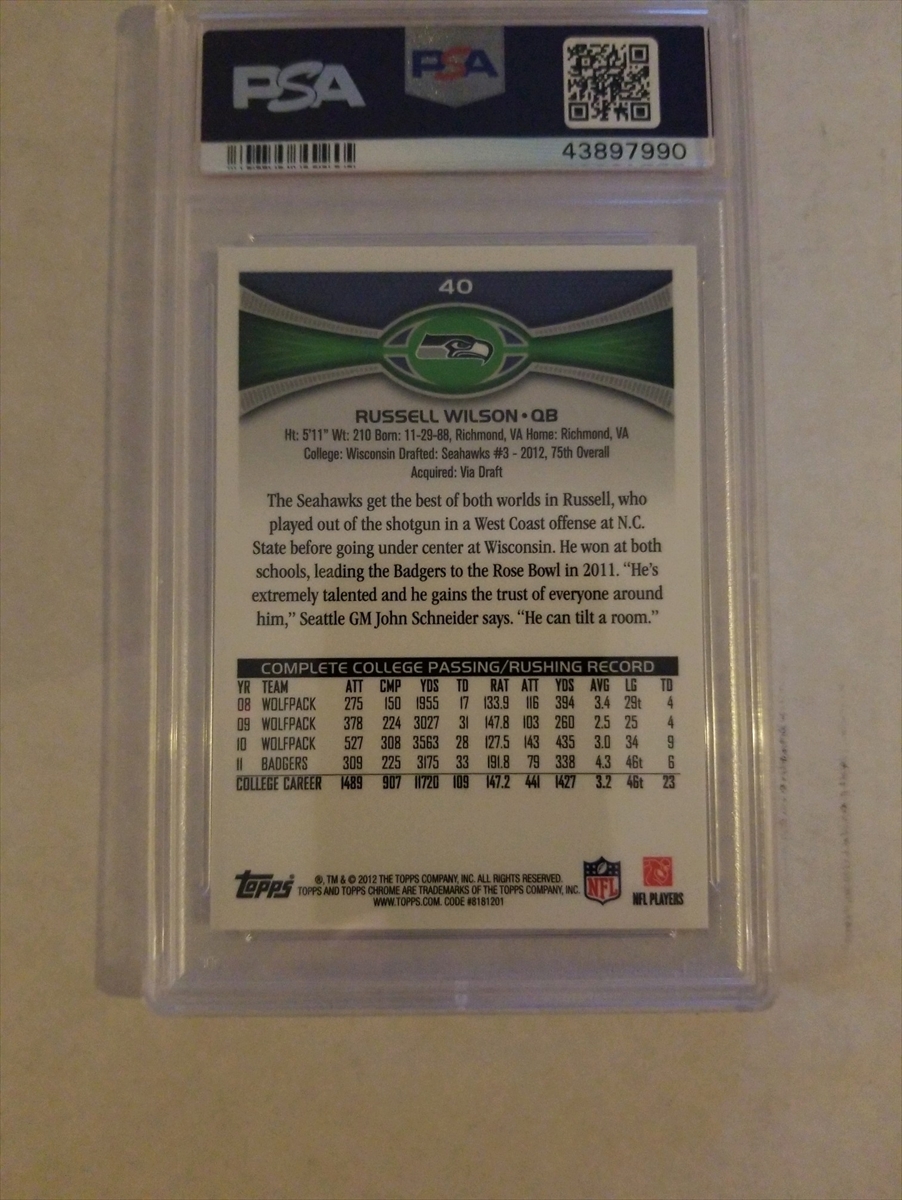 PSA
PSA
43897990
40
RUSSELL WILSON • QB
Ht: 5'11" Wt: 210 Born: 11-29-88, Richmond, VA Home: Richmond, VA
College: Wisconsin Drafted: Seahawks #3 - 2012, 75th Overall
Acquired: Via Draft
The Seahawks get the best of both worlds in Russell, who
played out of the shotgun in a West Coast offense at N.C.
State before going under center at Wisconsin. He won at both
schools, leading the Badgers to the Rose Bowl in 2011. “He’s
extremely talented and he gains the trust of everyone around
him,” Seattle GM John Schneider says. “He can tilt a room.”
COMPLETE COLLEGE PASSING/RUSHING RECORD
YR TEAM ATT CMP YDS TD RAT ATT YDS AVG LG TD
08 WOLFPACK 275 150 1955 17 133.9 116 394 3.4 29t 4
09 WOLFPACK 378 224 3027 31 147.8 103 260 2.5 25 4
10 WOLFPACK 527 308 3563 28 127.5 143 435 3.0 34 9
11 BADGERS 309 225 3175 33 191.8 79 338 4.3 46t 6
COLLEGE CAREER 1489 907 11720 109 147.2 441 1427 3.2 46t 23
Topps
®, TM & © 2012 THE TOPPS COMPANY, INC. ALL RIGHTS RESERVED.
TOPPS AND TOPPS CHROME ARE TRADEMARKS OF THE TOPPS COMPANY, INC.
WWW.TOPPS.COM. CODE #8181201
NFL
NFL PLAYERS